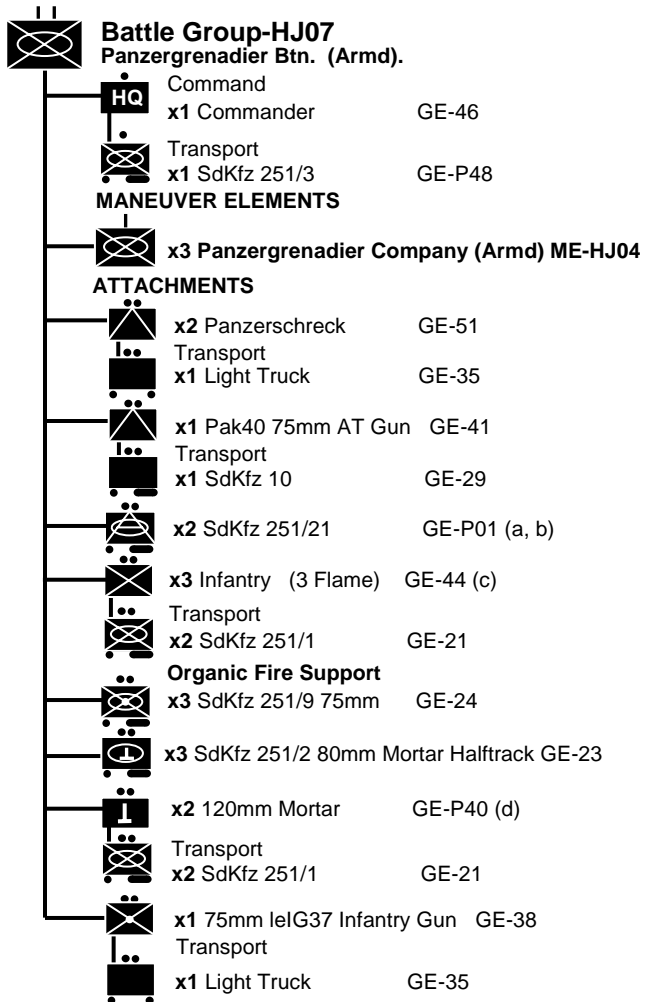 Battle Group-HJ07
Panzergrenadier Btn. (Armd).
Command
HQ
x1 Commander GE-46
Transport
x1 SdKfz 251/3 GE-P48
MANEUVER ELEMENTS
x3 Panzergrenadier Company (Armd) ME-HJ04
ATTACHMENTS
x2 Panzerschreck GE-51
Transport
x1 Light Truck GE-35
x1 Pak40 75mm AT Gun GE-41
Transport
x1 SdKfz 10 GE-29
x2 SdKfz 251/21 GE-P01 (a, b)
x3 Infantry (3 Flame) GE-44 (c)
Transport
x2 SdKfz 251/1 GE-21
Organic Fire Support
x3 SdKfz 251/9 75mm GE-24
x3 SdKfz 251/2 80mm Mortar Halftrack GE-23
x2 120mm Mortar GE-P40 (d)
Transport
x2 SdKfz 251/1 GE-21
x1 75mm leIG37 Infantry Gun GE-38
Transport
x1 Light Truck GE-35